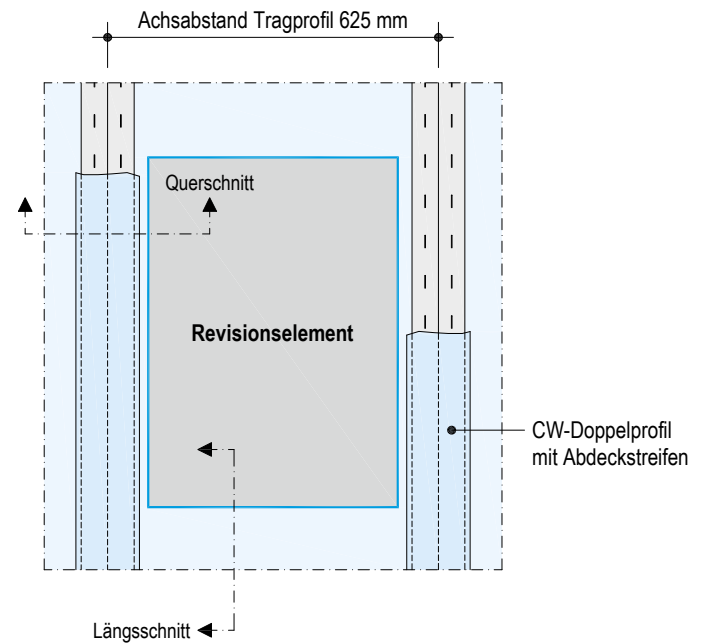 Achsabstand Tragprofil 625 mm
Querschnitt
Revisionselement
CW-Doppelprofil
mit Abdeckstreifen
Längsschnitt